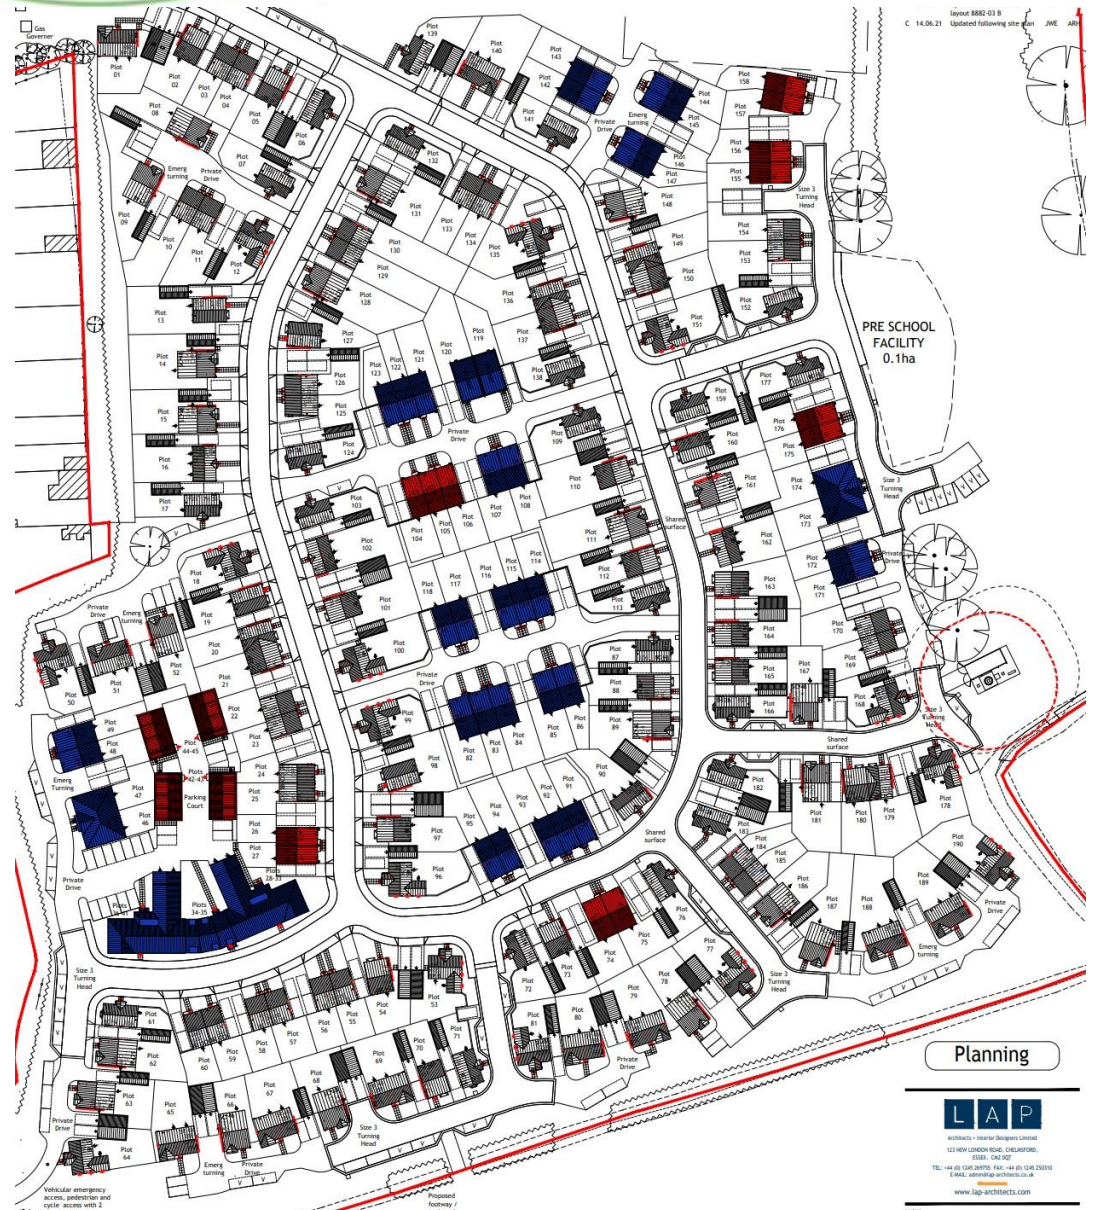 layout 8882-03 B
C 14.06.21 Updated following site plan JWE ARH
Gas
Governer
Plot
01
Plot
02
Plot
03
Plot
04
Plot
05
Plot
06
Plot
07
Plot
08
Plot
09
Plot
10
Plot
11
Plot
12
Emerg
turning
Private
Drive
Plot
13
Plot
14
Plot
15
Plot
16
Plot
17
Plot
139
Plot
140
Plot
141
Plot
142
Plot
143
Plot
144
Plot
145
Plot
146
Plot
147
Private
Drive
Emerg
turning
Plot
148
Plot
149
Plot
150
Plot
151
Plot
152
Plot
153
Plot
154
Plot
155
Plot
156
Plot
157
Plot
158
Size 3
Turning
Head
PRE SCHOOL
FACILITY
0.1ha
Plot
132
Plot
131
Plot
133
Plot
134
Plot
135
Plot
130
Plot
129
Plot
128
Plot
127
Plot
126
Plot
125
Plot
124
Plot
136
Plot
137
Plot
138
Plot
123
Plot
122
Plot
121
Plot
120
Plot
119
Private
Drive
Plot
109
Plot
110
Plot
111
Plot
112
Plot
113
Plot
103
Plot
102
Plot
101
Plot
100
Plot
104
Plot
105
Plot
106
Plot
107
Plot
108
Plot
118
Plot
117
Plot
116
Plot
115
Plot
114
Shared
surface
Plot
159
Plot
160
Plot
161
Plot
162
Plot
163
Plot
164
Plot
165
Plot
166
Plot
167
Plot
168
Plot
169
Plot
170
Plot
171
Plot
172
Plot
173
Plot
174
Plot
175
Plot
176
Plot
177
Size 3
Turning
Head
Private
Drive
Size 3
Turning
Head
Shared
surface
Plot
18
Plot
19
Plot
20
Plot
21
Plot
22
Plot
23
Plot
24
Plot
25
Plot
26
Plot
27
Private
Drive
Emerg
turning
Plot
50
Plot
51
Plot
52
Plot
49
Plot
48
Plot
47
Plot
46
Plot
44-45
Plots
42-43
Parking
Court
Emerg
Turning
Private
Drive
Plots
28-33
Plots
34-35
Plots
Private
Drive
Plot
99
Plot
98
Plot
97
Plot
96
Plot
95
Plot
94
Plot
93
Plot
92
Plot
91
Plot
90
Plot
82
Plot
83
Plot
84
Plot
85
Plot
86
Plot
87
Plot
88
Plot
89
Shared
surface
Plot
182
Plot
183
Plot
184
Plot
185
Plot
186
Plot
187
Plot
188
Plot
189
Plot
190
Plot
181
Plot
180
Plot
179
Plot
178
Private
Drive
Emerg
turning
Size 3
Turning
Head
Plot
72
Plot
73
Plot
74
Plot
75
Plot
76
Plot
77
Plot
78
Plot
79
Plot
80
Plot
81
Private
Drive
Size 3
Turning
Head
Plot
53
Plot
54
Plot
55
Plot
56
Plot
57
Plot
58
Plot
59
Plot
60
Plot
61
Plot
62
Plot
63
Plot
64
Plot
65
Plot
66
Plot
67
Plot
68
Plot
69
Plot
70
Plot
71
Private
Drive
Emerg
turning
Private
Drive
Size 3
Turning
Head
Vehicular emergency
access, pedestrian and
cycle access with 2
Proposed
footway /
Planning
LAP
Architects • Interior Designers Limited
123 NEW LONDON ROAD, CHELMSFORD,
ESSEX, CM2 0QT
TEL: +44 (0) 1245 269755 FAX: +44 (0) 1245 250310
E-MAIL: admin@lap-architects.co.uk
www.lap-architects.com